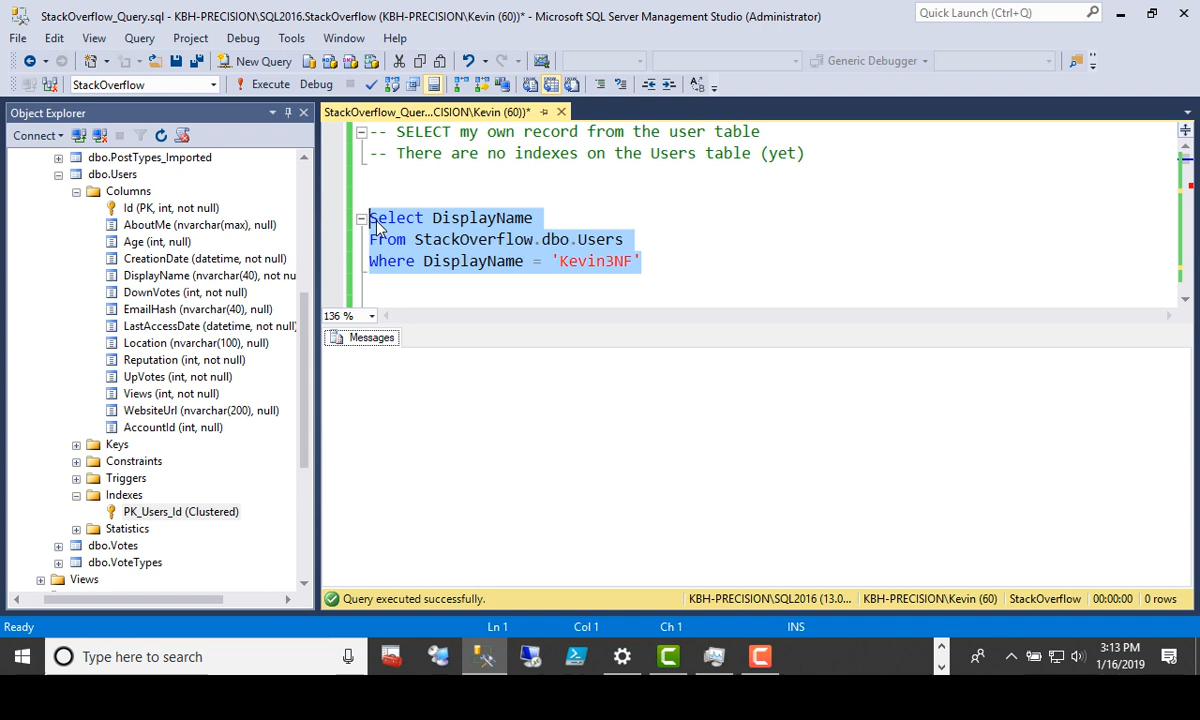 StackOverflow_Query.sql - KBH-PRECISION\SQL2016.StackOverflow (KBH-PRECISION\Kevin (60))* - Microsoft SQL Server Management Studio (Administrator)
Quick Launch (Ctrl+Q)
File Edit View Query Project Debug Tools Window Help
New Query
Generic Debugger
StackOverflow
Execute Debug
Object Explorer
Connect
dbo.PostTypes_Imported
dbo.Users
Columns
Id (PK, int, not null)
AboutMe (nvarchar(max), null)
Age (int, null)
CreationDate (datetime, not null)
DisplayName (nvarchar(40), not nu
DownVotes (int, not null)
EmailHash (nvarchar(40), null)
LastAccessDate (datetime, not null)
Location (nvarchar(100), null)
Reputation (int, not null)
UpVotes (int, not null)
Views (int, not null)
WebsiteUrl (nvarchar(200), null)
AccountId (int, null)
Keys
Constraints
Triggers
Indexes
PK_Users_Id (Clustered)
Statistics
dbo.Votes
dbo.VoteTypes
Views
StackOverflow_Quer...CISION\Kevin (60))*
-- SELECT my own record from the user table
-- There are no indexes on the Users table (yet)
Select DisplayName
From StackOverflow.dbo.Users
Where DisplayName = 'Kevin3NF'
136 %
Messages
Query executed successfully.
KBH-PRECISION\SQL2016 (13.0... KBH-PRECISION\Kevin (60) StackOverflow 00:00:00 0 rows
Ready Ln 1 Col 1 Ch 1 INS
Type here to search
3:13 PM
1/16/2019